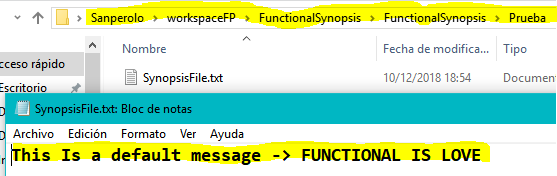 Sanperolo > workspaceFP > FunctionalSynopsis > FunctionalSynopsis > Prueba
Nombre Fecha de modifica... Tipo
cceso rápido
Escritorio
SynopsisFile.txt 10/12/2018 18:54 Documen
SynopsisFile.txt: Bloc de notas
Archivo Edición Formato Ver Ayuda
This Is a default message -> FUNCTIONAL IS LOVE